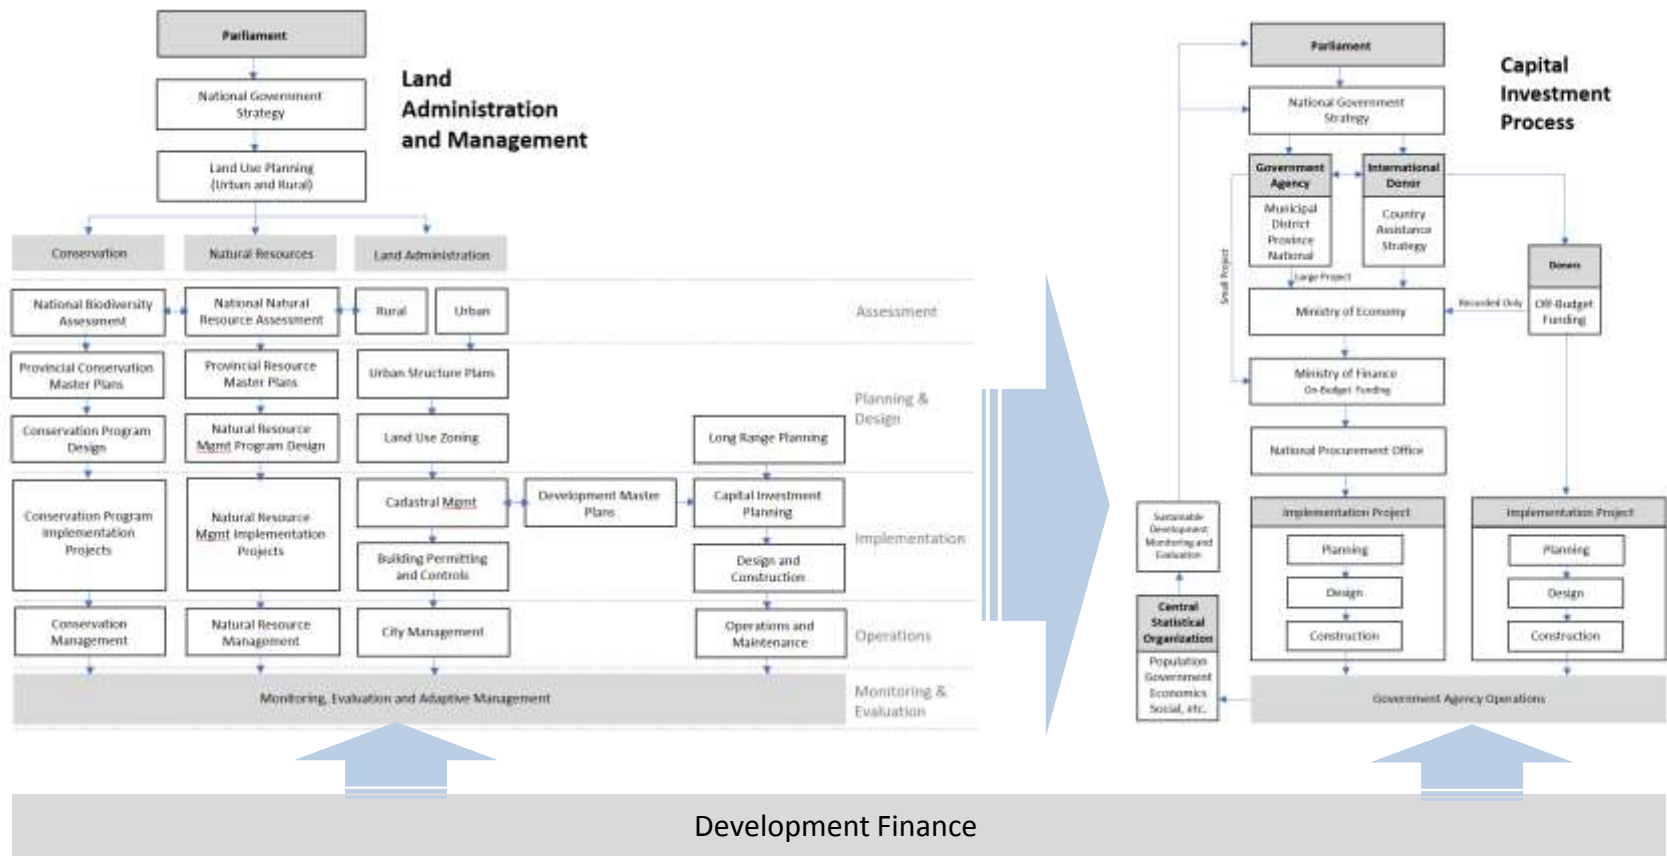 Parliament
National Government
Strategy
Land Use Planning
(Urban and Rural)
Land
Administration
and Management
Conservation
Natural Resources
Land Administration
National Biodiversity
Assessment
National Natural
Resource Assessment
Rural
Urban
Assessment
Provincial Conservation
Master Plans
Provincial Resource
Master Plans
Urban Structure Plans
Planning &
Design
Conservation Program
Design
Natural Resource
Mgmt Program Design
Land Use Zoning
Long Range Planning
Conservation Program
Implementation
Projects
Natural Resource
Mgmt Implementation
Projects
Cadastral Mgmt
Development Master
Plans
Capital Investment
Planning
Implementation
Building Permitting
and Controls
Design and
Construction
Conservation
Management
Natural Resource
Management
City Management
Operations and
Maintenance
Operations
Monitoring, Evaluation and Adaptive Management
Monitoring &
Evaluation
Capital
Investment
Process
Parliament
National Government
Strategy
Government
Agency
Municipal
District
Province
National
International
Donor
Country
Assistance
Strategy
Small Project
Large Project
Donors
Off-Budget
Funding
Recorded Only
Ministry of Economy
Ministry of Finance
On-Budget Funding
National Procurement Office
Implementation Project
Planning
Design
Construction
Implementation Project
Planning
Design
Construction
Sustainable
Development
Monitoring and
Evaluation
Central
Statistical
Organization
Population
Government
Economics
Social, etc.
Government Agency Operations
Development Finance